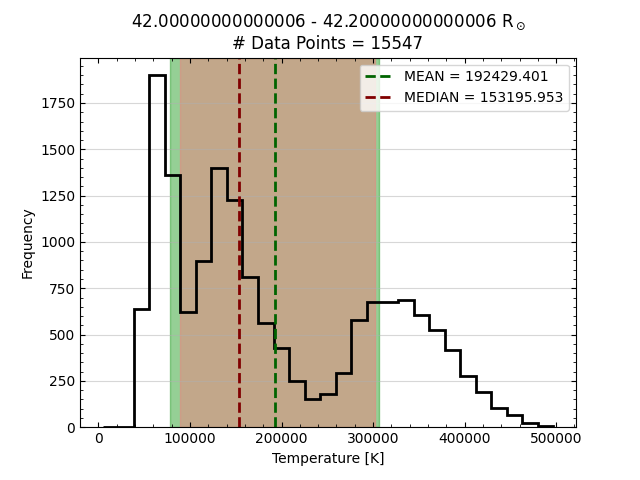 42.00000000000006 - 42.20000000000006 R⊙
# Data Points = 15547
MEAN = 192429.401
MEDIAN = 153195.953
Frequency
1750
1500
1250
1000
750
500
250
0
0 100000 200000 300000 400000 500000
Temperature [K]